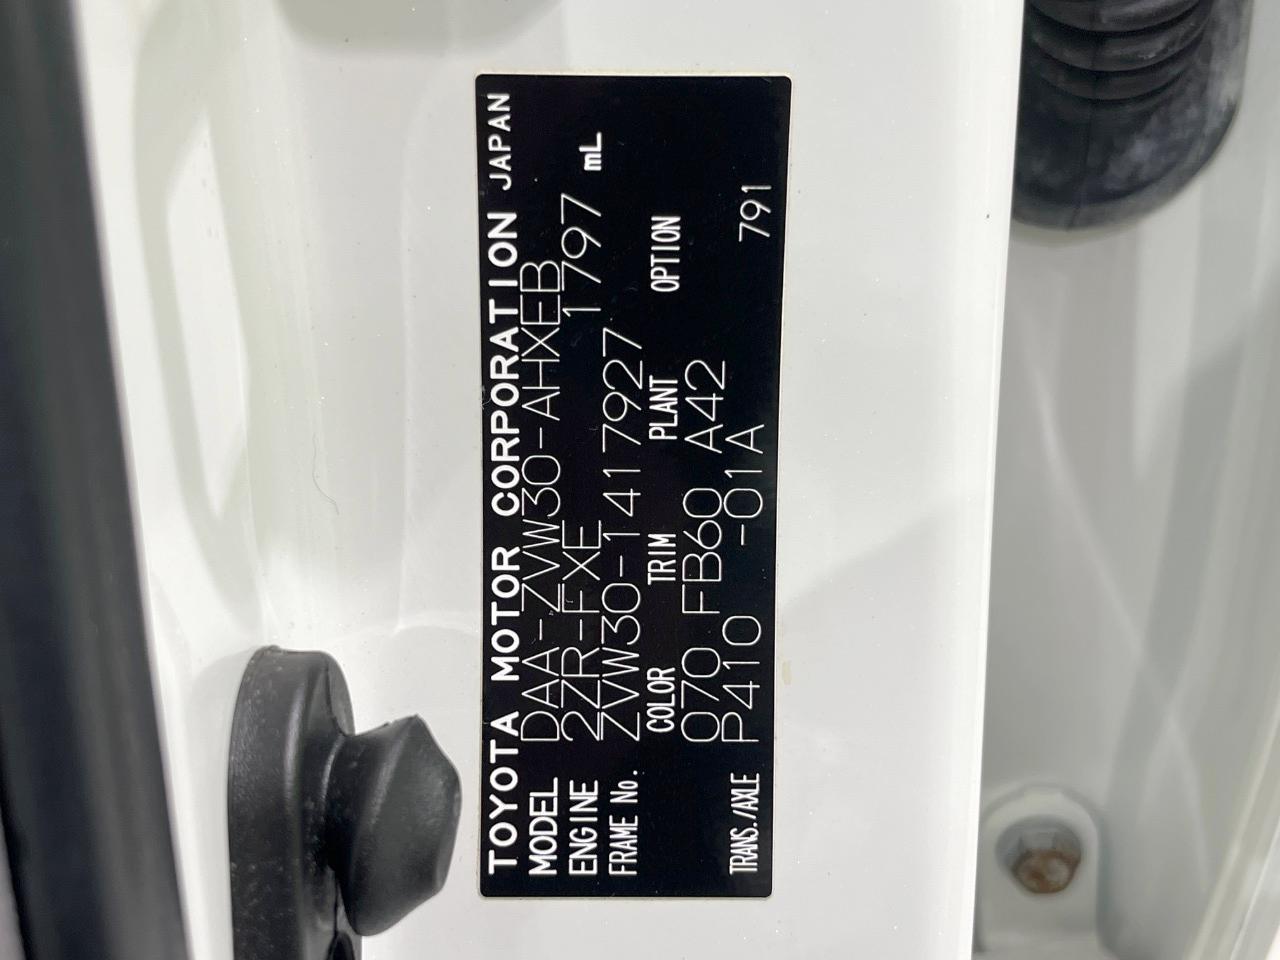 TOYOTA MOTOR CORPORATION JAPAN
MODEL DAA-ZVW30-AHXEB
ENGINE 2ZR-FXE 1797 mL
FRAME No. ZVW30-1417927
COLOR TRIM PLANT OPTION
070 FB60 A42
TRANS./AXLE P410 -01A 791